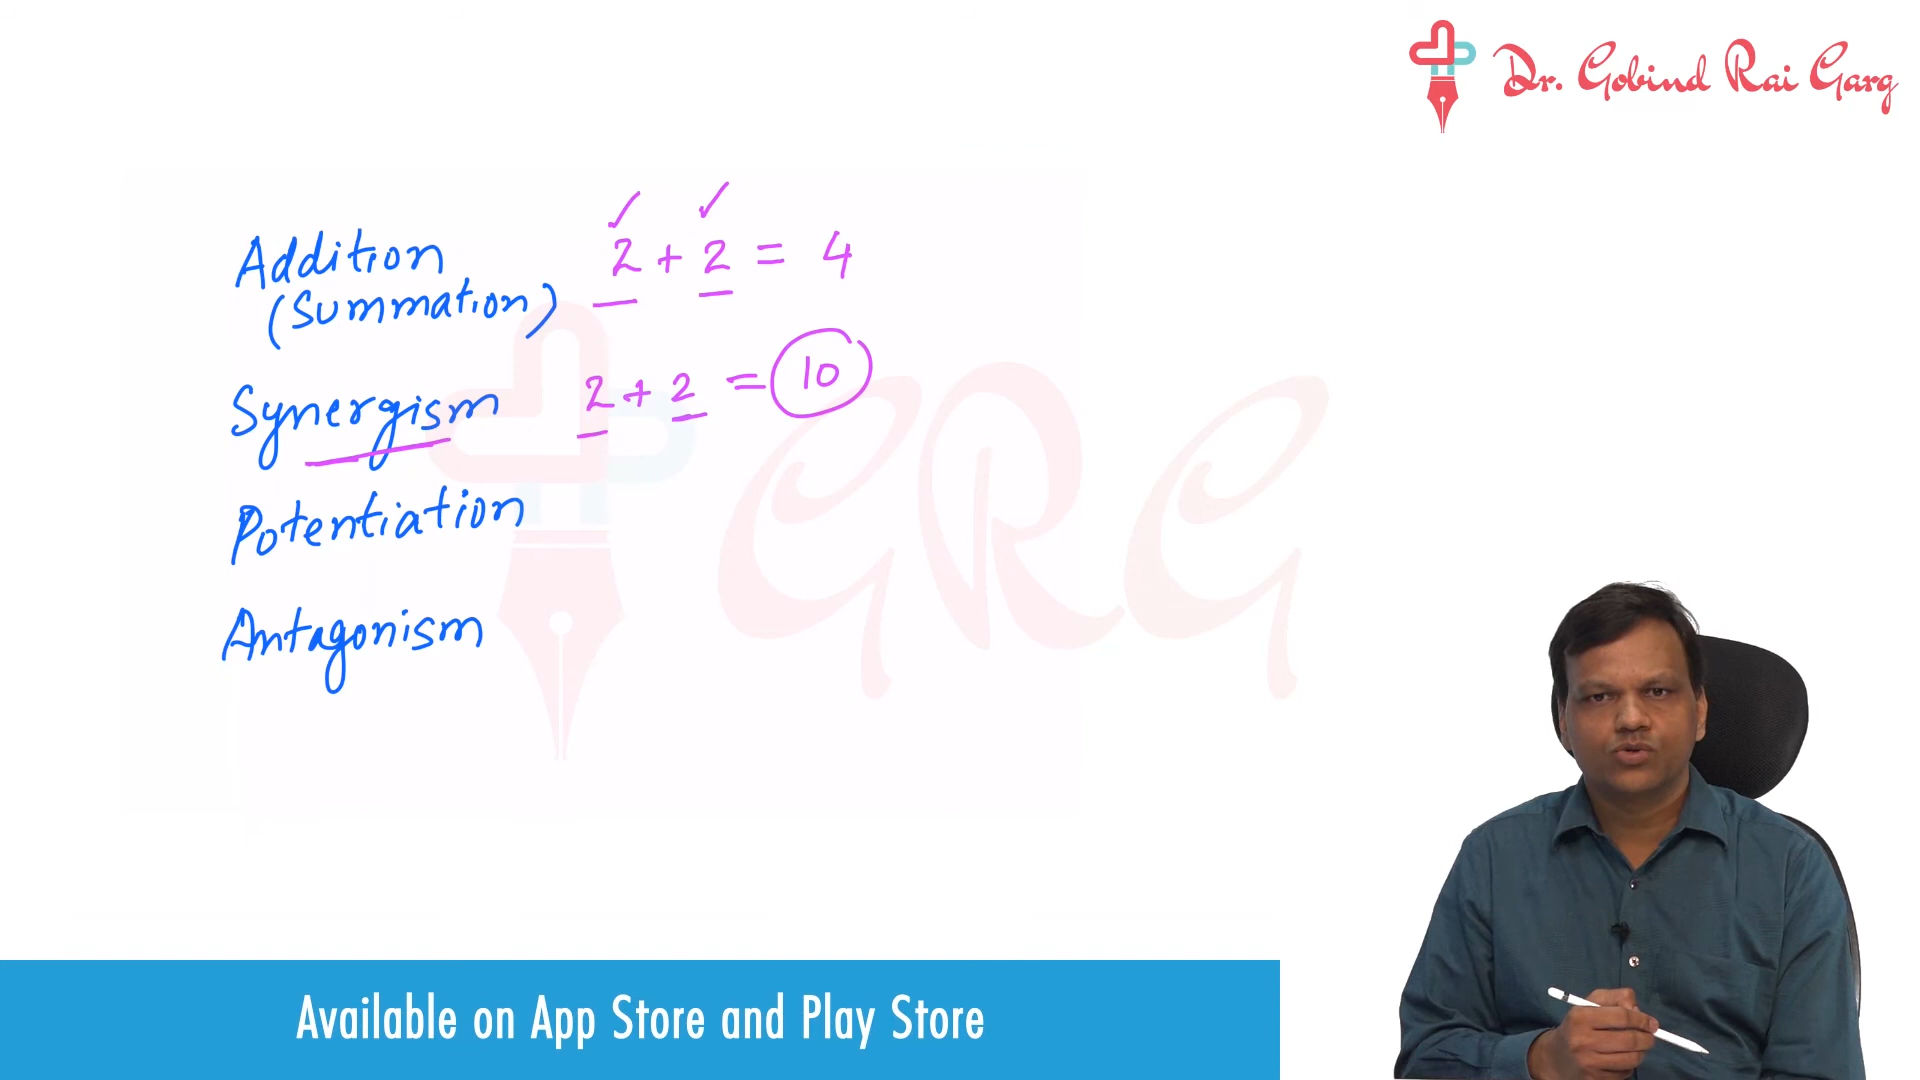 Dr. Gobind Rai Garg
Addition 2 + 2 = 4
(Summation)
Synergism 2 + 2 = 10
Potentiation
Antagonism
GRG
Available on App Store and Play Store